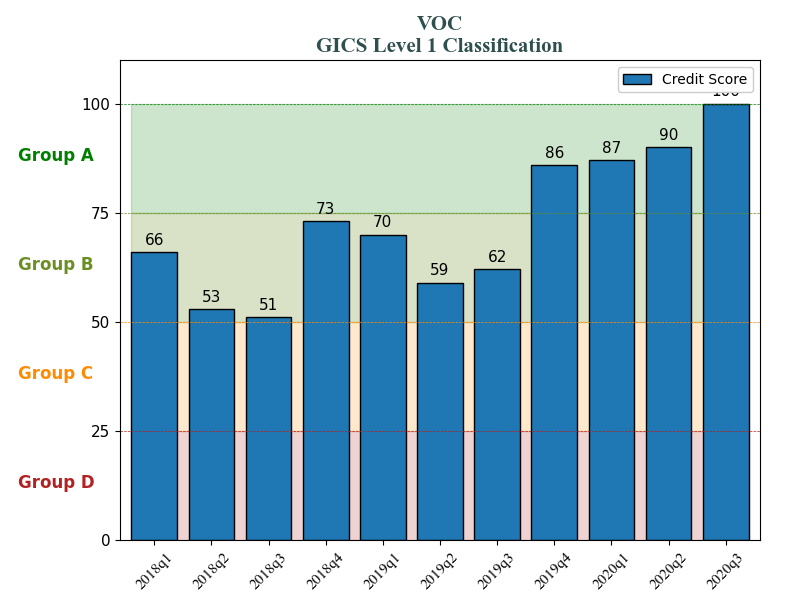 VOC
GICS Level 1 Classification
Credit Score
100
75
50
25
0
Group A
Group B
Group C
Group D
66
53
51
73
70
59
62
86
87
90
100
2018q1
2018q2
2018q3
2018q4
2019q1
2019q2
2019q3
2019q4
2020q1
2020q2
2020q3